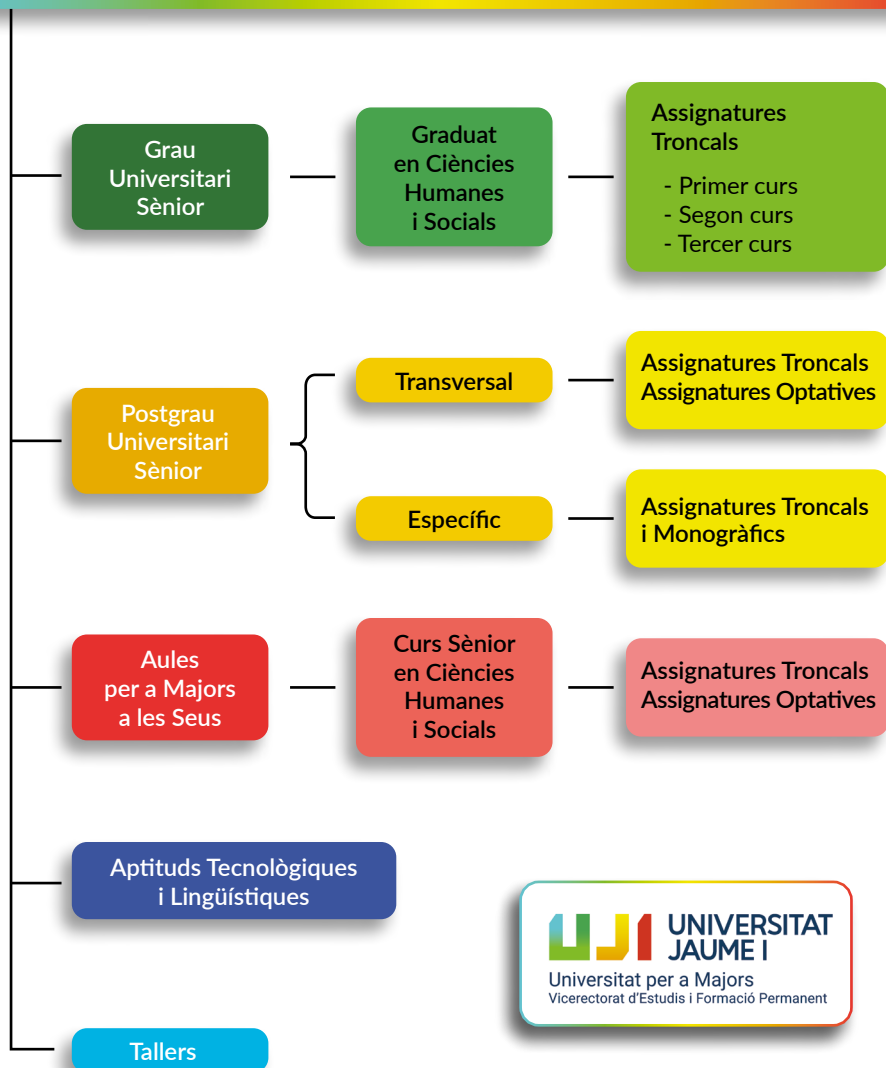 Grau
Universitari
Sènior
Graduat
en Ciències
Humanes
i Socials
Assignatures
Troncals
- Primer curs
- Segon curs
- Tercer curs
Postgrau
Universitari
Sènior
Transversal
Assignatures Troncals
Assignatures Optatives
Específic
Assignatures Troncals
i Monogràfics
Aules
per a Majors
a les Seus
Curs Sènior
en Ciències
Humanes
i Socials
Assignatures Troncals
Assignatures Optatives
Aptituds Tecnològiques
i Lingüístiques
UJI UNIVERSITAT
JAUME I
Universitat per a Majors
Vicerectorat d'Estudis i Formació Permanent
Tallers